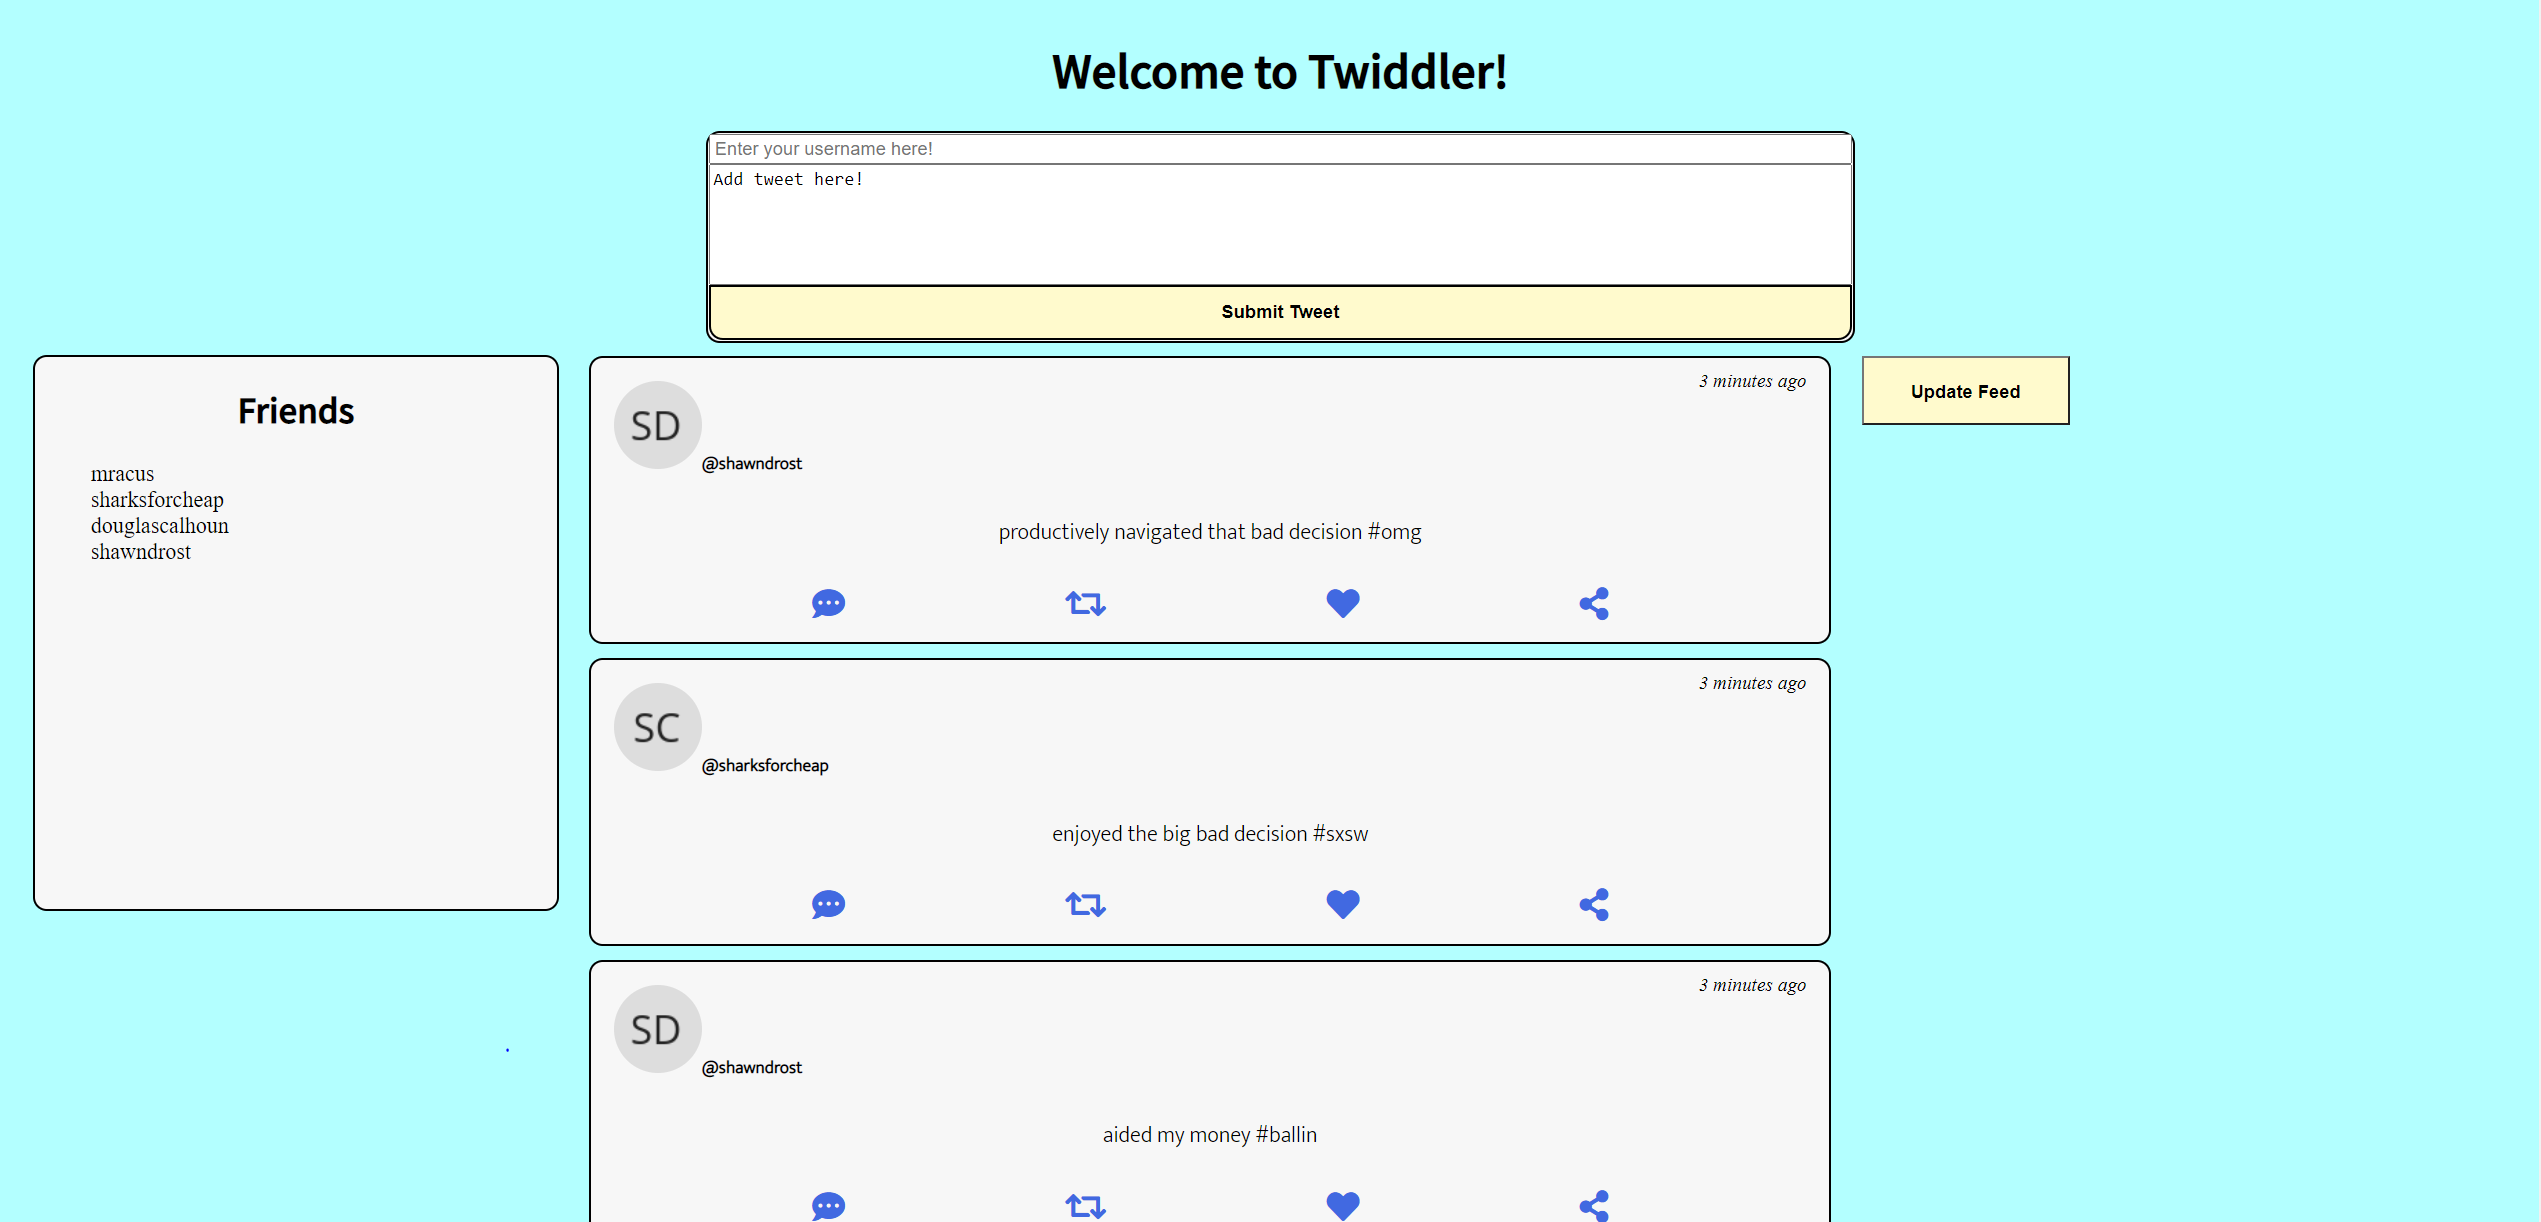 Welcome to Twiddler!
Enter your username here!
Add tweet here!
Submit Tweet
Friends
mracus
sharksforcheap
douglascalhoun
shawndrost
3 minutes ago
SD
@shawndrost
productively navigated that bad decision #omg
Update Feed
3 minutes ago
SC
@sharksforcheap
enjoyed the big bad decision #sxsw
3 minutes ago
SD
@shawndrost
aided my money #ballin